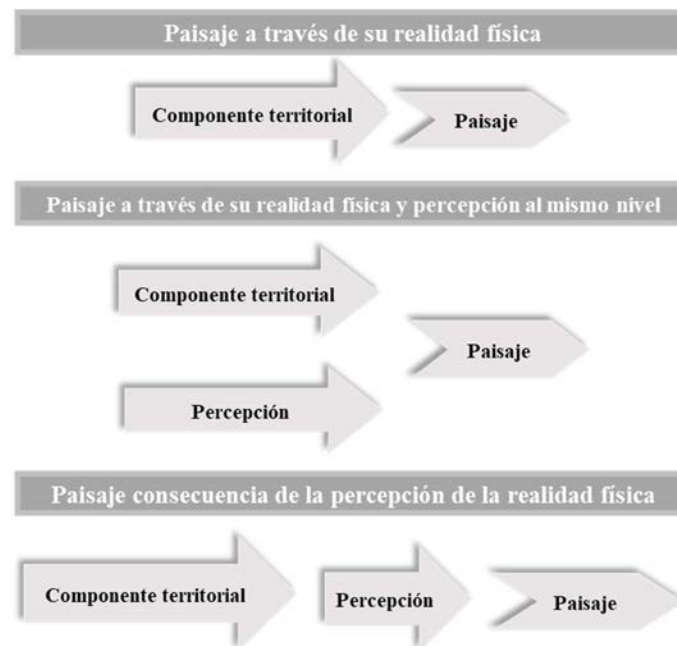 Paisaje a través de su realidad física
Componente territorial
Paisaje
Paisaje a través de su realidad física y percepción al mismo nivel
Componente territorial
Paisaje
Percepción
Paisaje consecuencia de la percepción de la realidad física
Componente territorial
Percepción
Paisaje